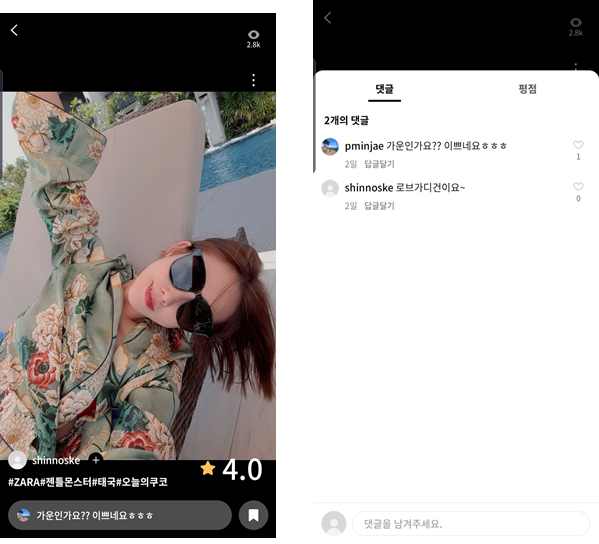 2.8k
shinnoske +
4.0
#ZARA#젠틀몬스터#태국#오늘의쿠코
가운인가요?? 이쁘네요ㅎㅎㅎ
2.8k
댓글 평점
2개의 댓글
pminjae 가운인가요?? 이쁘네요ㅎㅎㅎ
1
2일 답글달기
shinnoske 로브가디건이요~
0
2일 답글달기
댓글을 남겨주세요.